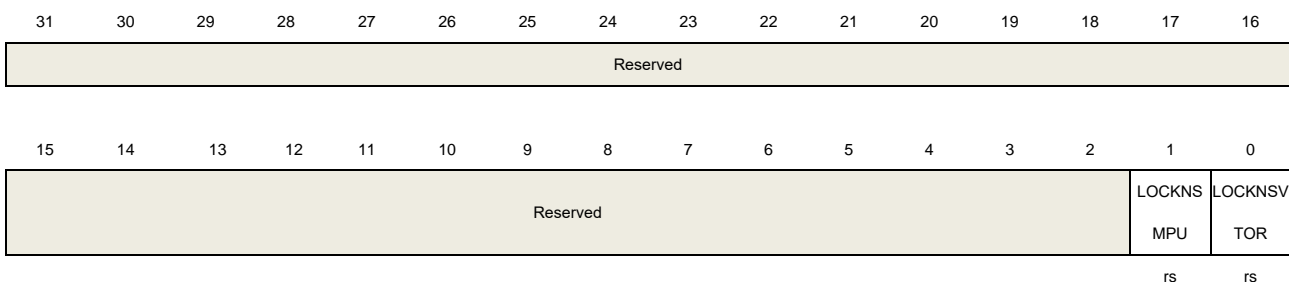 31 30 29 28 27 26 25 24 23 22 21 20 19 18 17 16
Reserved
15 14 13 12 11 10 9 8 7 6 5 4 3 2 1 0
Reserved
LOCKNS LOCKNSV
MPU TOR
rs rs